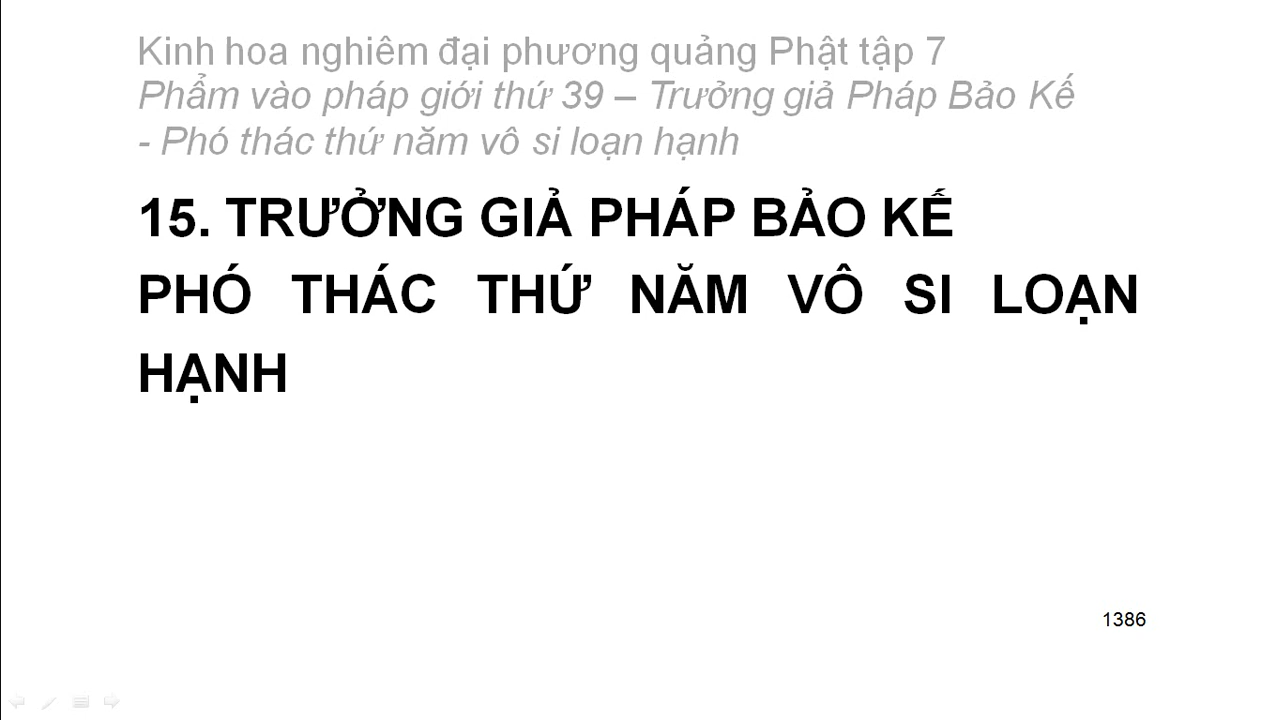 Kinh hoa nghiêm đại phương quảng Phật tập 7
Phẩm vào pháp giới thứ 39 – Trưởng giả Pháp Bảo Kế
- Phó thác thứ năm vô si loạn hạnh
15. TRƯỞNG GIẢ PHÁP BẢO KẾ
PHÓ THÁC THỨ NĂM VÔ SI LOẠN
HẠNH
1386